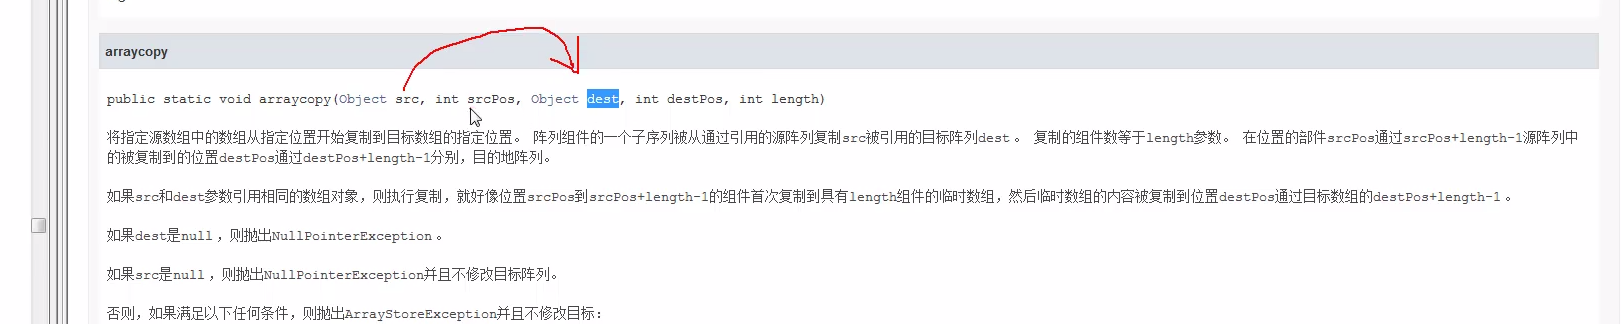 arraycopy
public static void arraycopy(Object src, int srcPos, Object dest, int destPos, int length)
将指定源数组中的数组从指定位置开始复制到目标数组的指定位置。 阵列组件的一个子序列被从通过引用的源阵列复制src被引用的目标阵列dest 。 复制的组件数等于length参数。 在位置的部件srcPos通过srcPos+length-1源阵列中
的被复制到的位置destPos通过destPos+length-1分别，目的地阵列。
如果src和dest参数引用相同的数组对象，则执行复制，就好像位置srcPos到srcPos+length-1的组件首次复制到具有length组件的临时数组，然后临时数组的内容被复制到位置destPos通过目标数组的destPos+length-1 。
如果dest是null ，则抛出NullPointerException 。
如果src是null ，则抛出NullPointerException并且不修改目标阵列。
否则，如果满足以下任何条件，则抛出ArrayStoreException并且不修改目标：